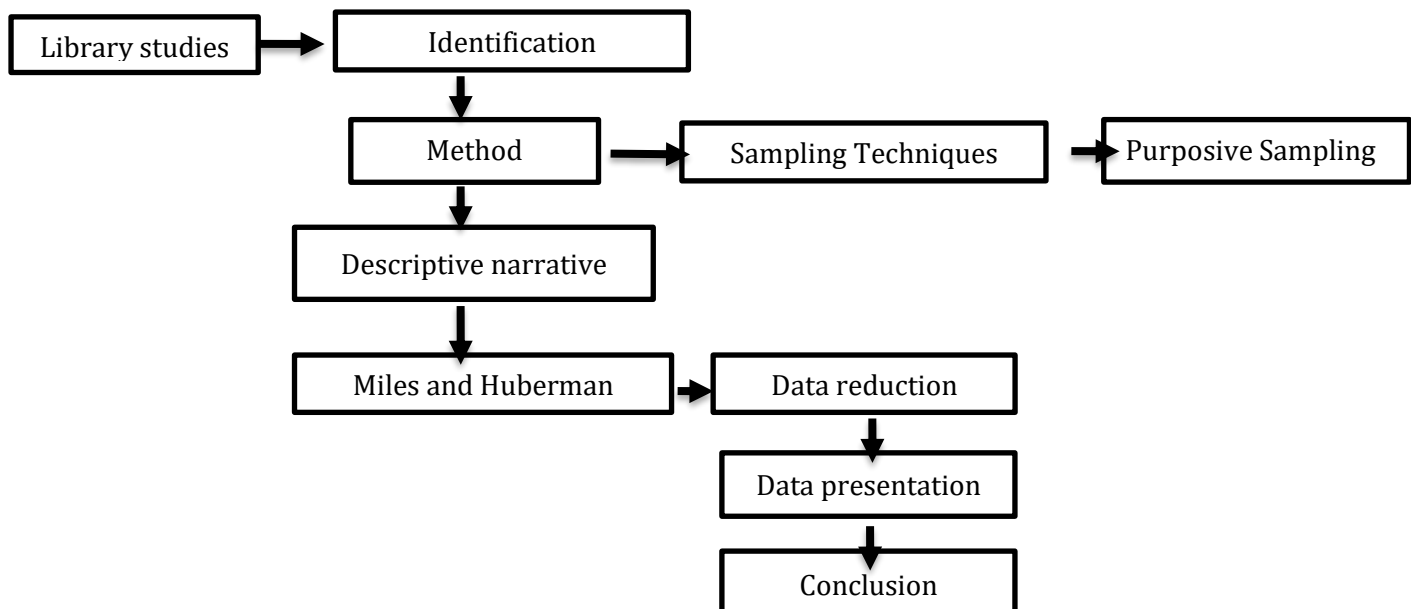 Library studies
Identification
Method
Sampling Techniques
Purposive Sampling
Descriptive narrative
Miles and Huberman
Data reduction
Data presentation
Conclusion